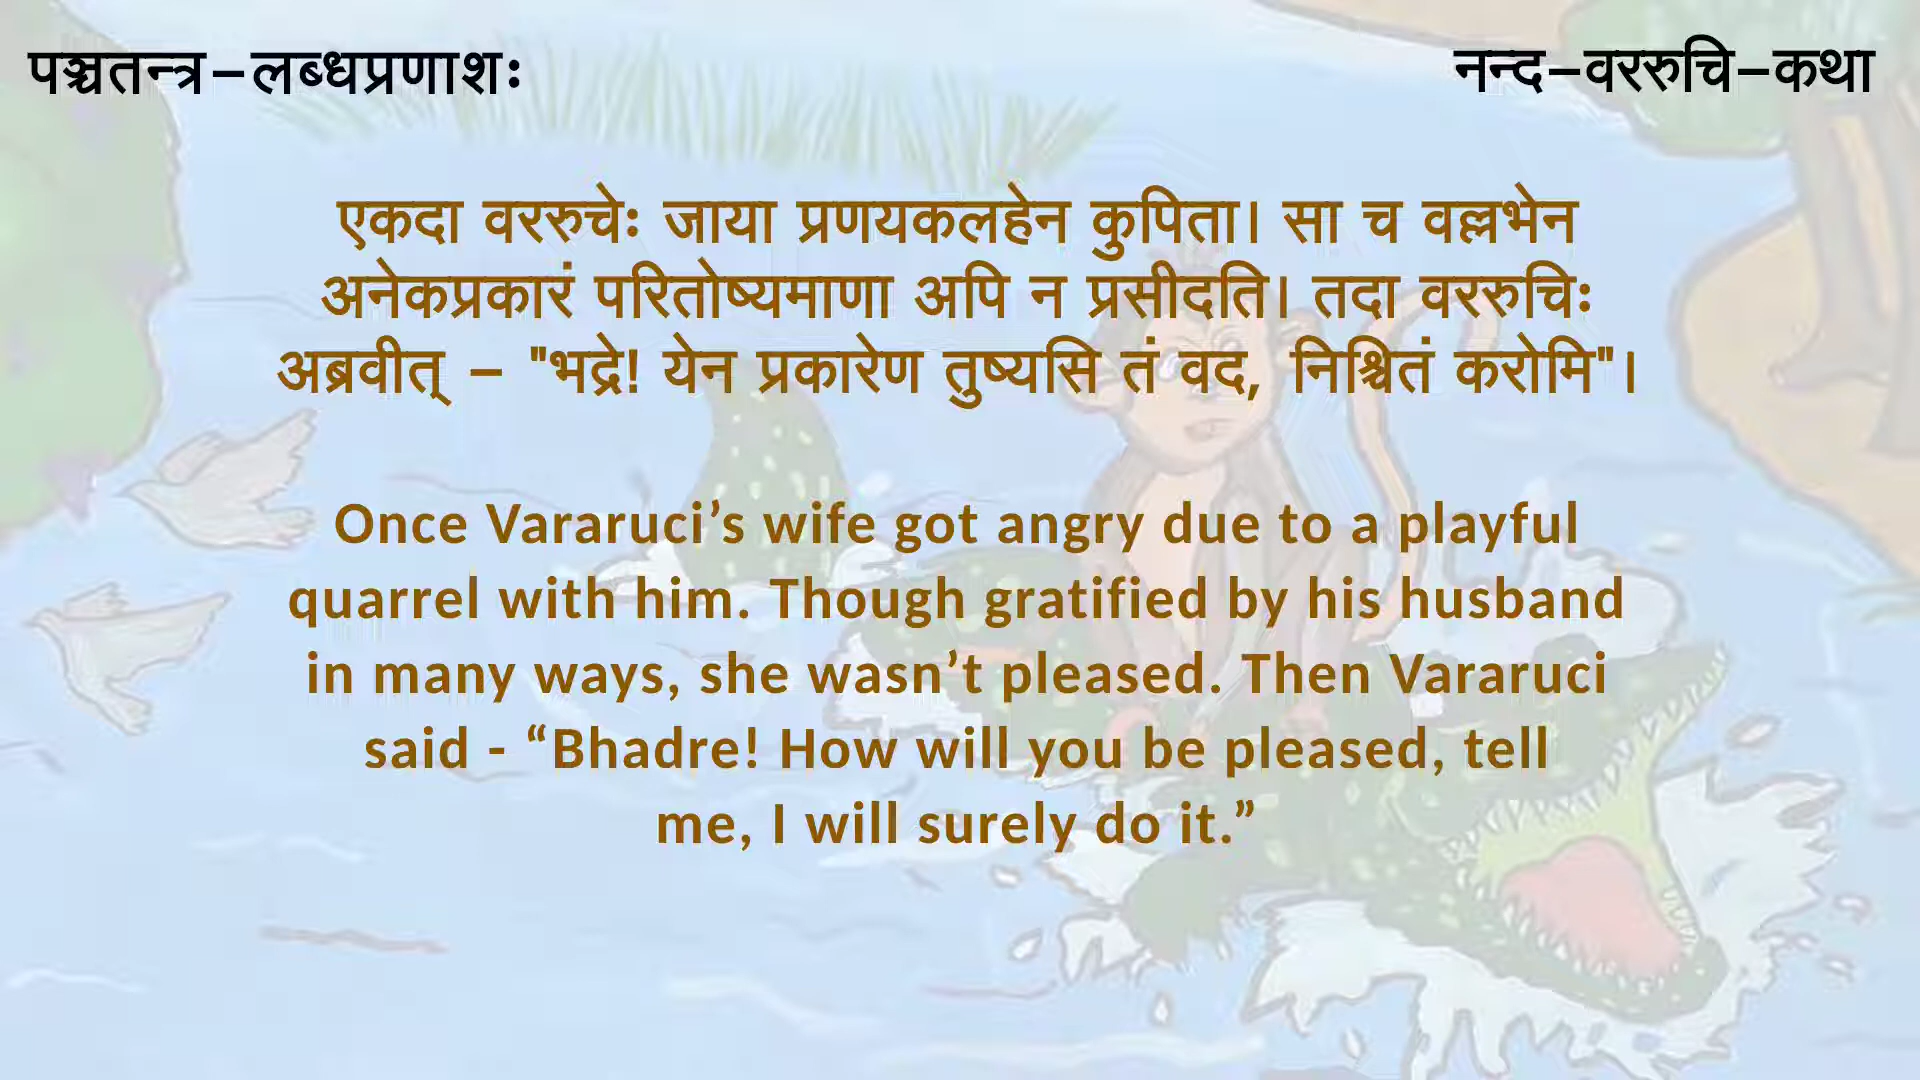 पञ्चतन्त्र–लब्धप्रणाशः
नन्द–वररुचि–कथा
एकदा वररुचेः जाया प्रणयकलहेन कुपिता। सा च वल्लभेन
अनेकप्रकारं परितोष्यमाणा अपि न प्रसीदति। तदा वररुचिः
अब्रवीत् – "भद्रे! येन प्रकारेण तुष्यसि तं वद, निश्चितं करोमि"।
Once Vararuci’s wife got angry due to a playful
quarrel with him. Though gratified by his husband
in many ways, she wasn’t pleased. Then Vararuci
said - “Bhadre! How will you be pleased, tell
me, I will surely do it.”